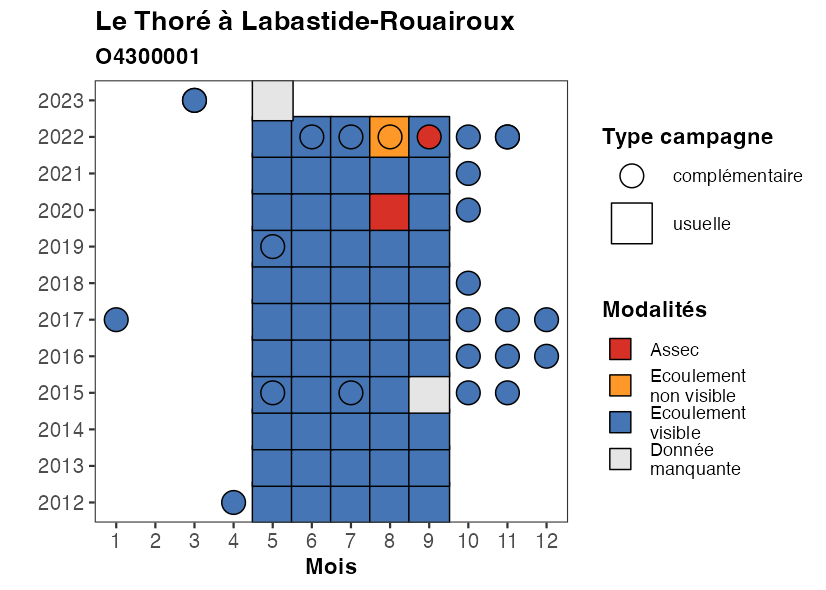 Le Thoré à Labastide-Rouairoux
O4300001
2023
2022
2021
2020
2019
2018
2017
2016
2015
2014
2013
2012
1 2 3 4 5 6 7 8 9 10 11 12
Mois
Type campagne
complémentaire
usuelle
Modalités
Assec
Ecoulement
non visible
Ecoulement
visible
Donnée
manquante